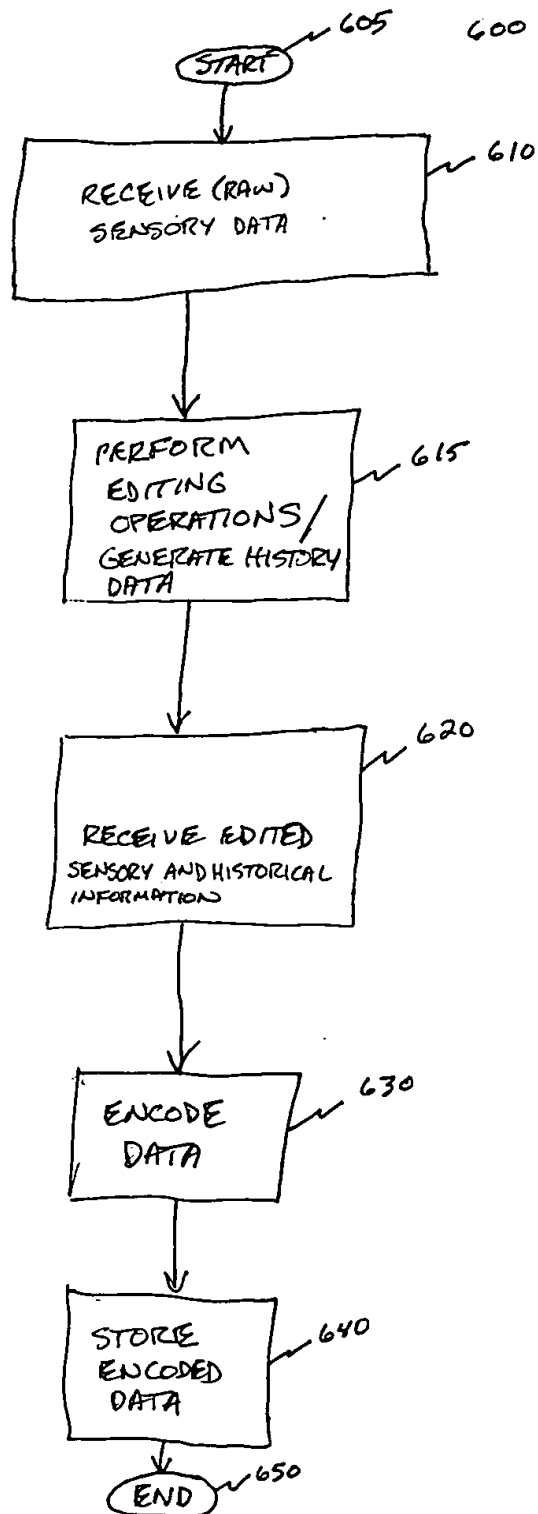 605
600
START
610
RECEIVE (RAW)
SENSORY DATA
615
PERFORM
EDITING
OPERATIONS/
GENERATE HISTORY
DATA
620
RECEIVE EDITED
SENSORY AND HISTORICAL
INFORMATION
630
ENCODE
DATA
640
STORE
ENCODED
DATA
650
END